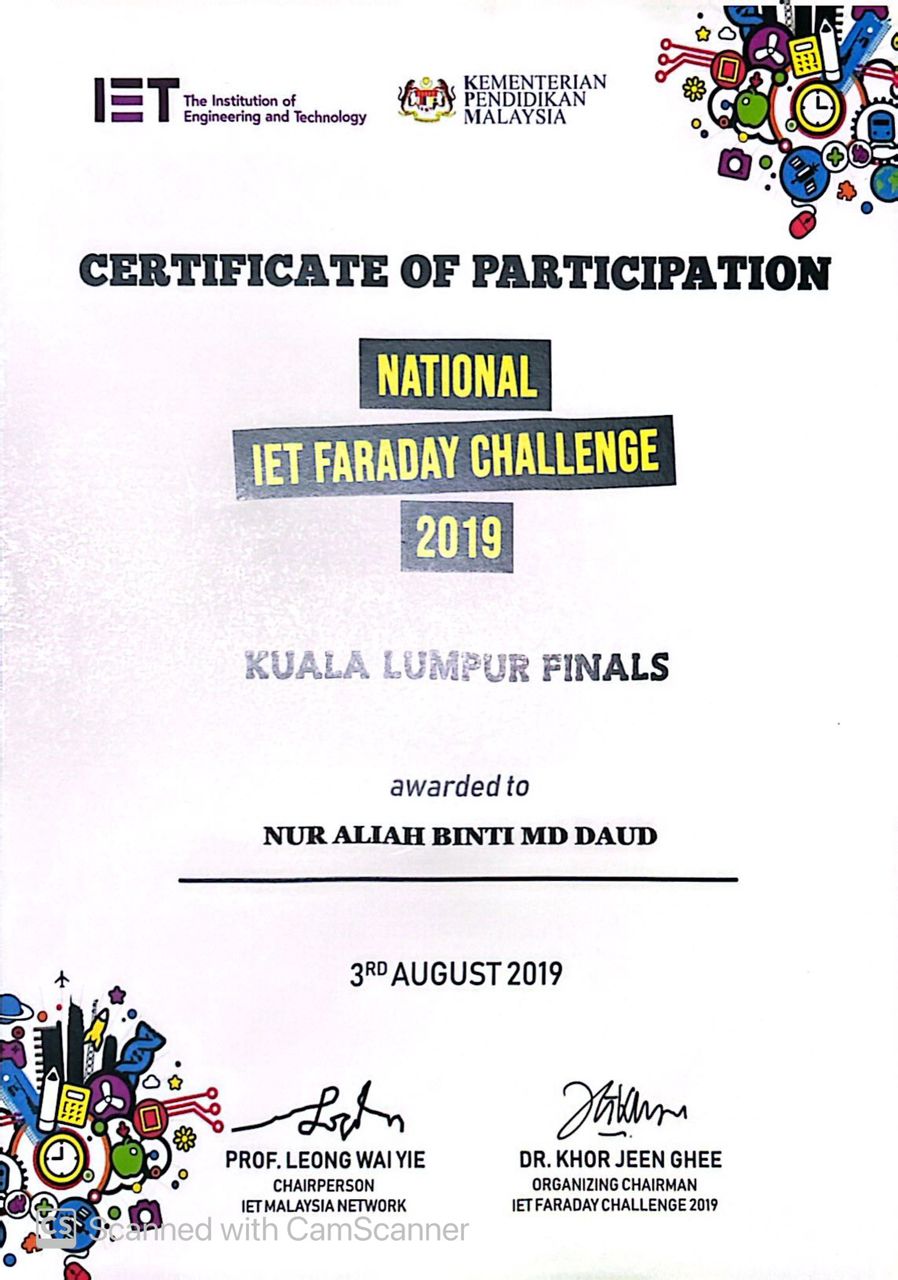 IET The Institution of
Engineering and Technology
KEMENTERIAN
PENDIDIKAN
MALAYSIA
CERTIFICATE OF PARTICIPATION
NATIONAL
IET FARADAY CHALLENGE
2019
KUALA LUMPUR FINALS
awarded to
NUR ALIAH BINTI MD DAUD
3RD AUGUST 2019
PROF. LEONG WAI YIE
CHAIRPERSON
IET MALAYSIA NETWORK
DR. KHOR JEEN GHEE
ORGANIZING CHAIRMAN
IET FARADAY CHALLENGE 2019
CS Scanned with CamScanner